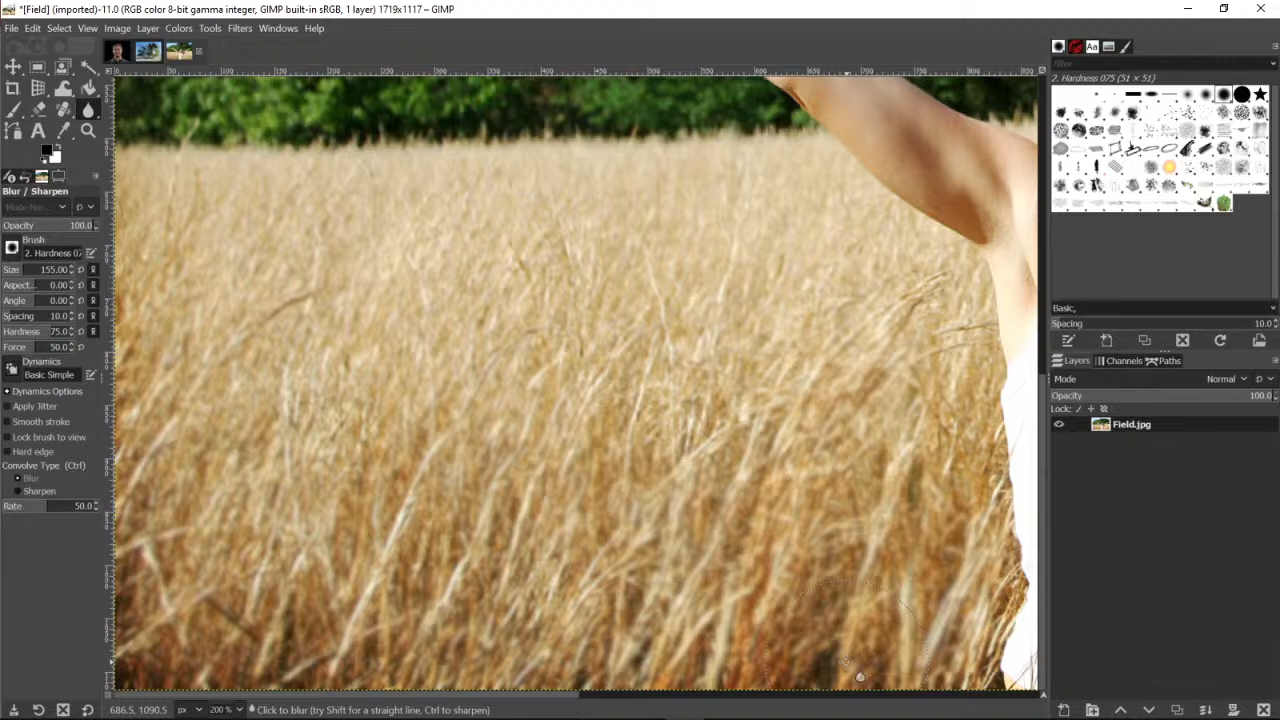 *[Field] (imported)-11.0 (RGB color 8-bit gamma integer, GIMP built-in sRGB, 1 layer) 1719x1117 – GIMP
File Edit Select View Image Layer Colors Tools Filters Windows Help
Filter
2. Hardness 075 (51 × 51)
Blur / Sharpen
Opacity 100.0
Brush
2. Hardness 07
Size 155.00
Aspect... 0.00
Angle 0.00
Spacing 10.0
Hardness 75.0
Force 50.0
Dynamics
Basic Simple
Dynamics Options
Apply Jitter
Smooth stroke
Lock brush to view
Hard edge
Convolve Type (Ctrl)
Blur
Sharpen
Rate 50.0
Basic,
Spacing 10.0
Layers Channels Paths
Mode Normal
Opacity 100.0
Lock:
Field.jpg
686.5, 1090.5 px 200 % Click to blur (try Shift for a straight line, Ctrl to sharpen)